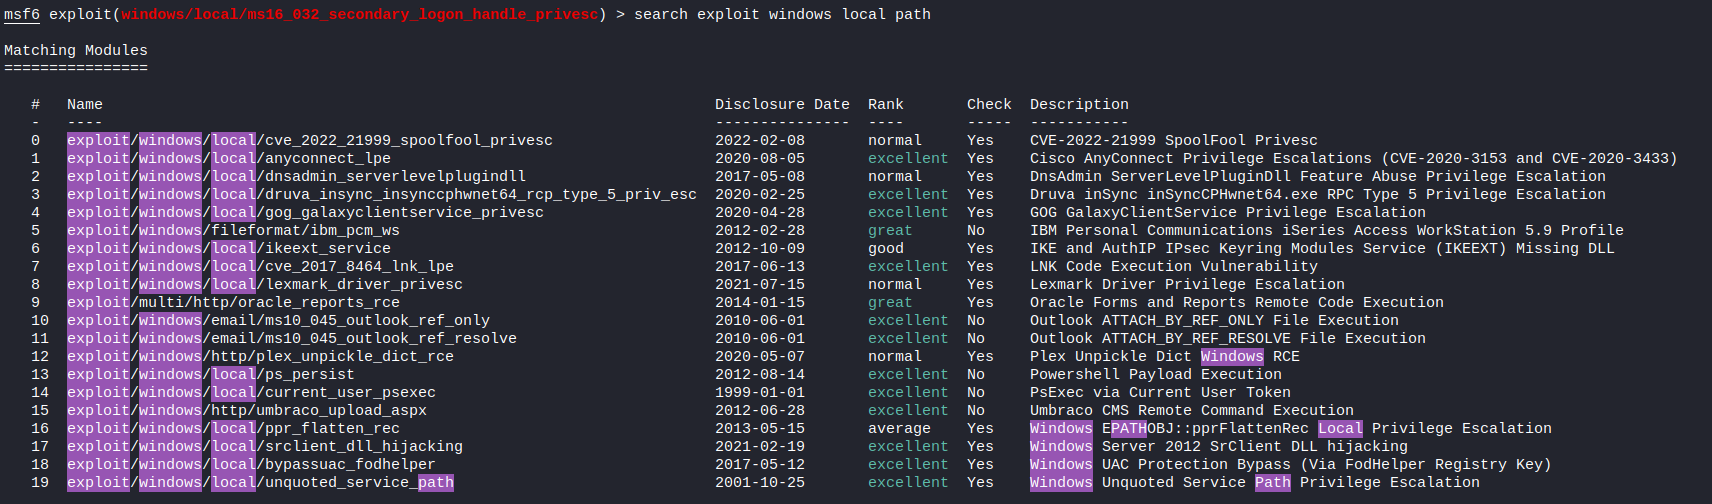 msf6 exploit(windows/local/ms16_032_secondary_logon_handle_privesc) > search exploit windows local path
Matching Modules
================
#   Name   Disclosure Date   Rank   Check   Description
-   ----   ---------------   ----   -----   -----------
0   exploit/windows/local/cve_2022_21999_spoolfool_privesc   2022-02-08   normal   Yes   CVE-2022-21999 SpoolFool Privesc
1   exploit/windows/local/anyconnect_lpe   2020-08-05   excellent   Yes   Cisco AnyConnect Privilege Escalations (CVE-2020-3153 and CVE-2020-3433)
2   exploit/windows/local/dnsadmin_serverlevelplugindll   2017-05-08   normal   Yes   DnsAdmin ServerLevelPluginDll Feature Abuse Privilege Escalation
3   exploit/windows/local/druva_insync_insynccphwnet64_rcp_type_5_priv_esc   2020-02-25   excellent   Yes   Druva inSync inSyncCPHwnet64.exe RPC Type 5 Privilege Escalation
4   exploit/windows/local/gog_galaxyclientservice_privesc   2020-04-28   excellent   Yes   GOG GalaxyClientService Privilege Escalation
5   exploit/windows/fileformat/ibm_pcm_ws   2012-02-28   great   No   IBM Personal Communications iSeries Access WorkStation 5.9 Profile
6   exploit/windows/local/ikeext_service   2012-10-09   good   Yes   IKE and AuthIP IPsec Keyring Modules Service (IKEEXT) Missing DLL
7   exploit/windows/local/cve_2017_8464_lnk_lpe   2017-06-13   excellent   Yes   LNK Code Execution Vulnerability
8   exploit/windows/local/lexmark_driver_privesc   2021-07-15   normal   Yes   Lexmark Driver Privilege Escalation
9   exploit/multi/http/oracle_reports_rce   2014-01-15   great   Yes   Oracle Forms and Reports Remote Code Execution
10   exploit/windows/email/ms10_045_outlook_ref_only   2010-06-01   excellent   No   Outlook ATTACH_BY_REF_ONLY File Execution
11   exploit/windows/email/ms10_045_outlook_ref_resolve   2010-06-01   excellent   No   Outlook ATTACH_BY_REF_RESOLVE File Execution
12   exploit/windows/http/plex_unpickle_dict_rce   2020-05-07   normal   Yes   Plex Unpickle Dict Windows RCE
13   exploit/windows/local/ps_persist   2012-08-14   excellent   No   Powershell Payload Execution
14   exploit/windows/local/current_user_psexec   1999-01-01   excellent   No   PsExec via Current User Token
15   exploit/windows/http/umbraco_upload_aspx   2012-06-28   excellent   No   Umbraco CMS Remote Command Execution
16   exploit/windows/local/ppr_flatten_rec   2013-05-15   average   Yes   Windows EPATHOBJ::pprFlattenRec Local Privilege Escalation
17   exploit/windows/local/srclient_dll_hijacking   2021-02-19   excellent   Yes   Windows Server 2012 SrClient DLL hijacking
18   exploit/windows/local/bypassuac_fodhelper   2017-05-12   excellent   Yes   Windows UAC Protection Bypass (Via FodHelper Registry Key)
19   exploit/windows/local/unquoted_service_path   2001-10-25   excellent   Yes   Windows Unquoted Service Path Privilege Escalation